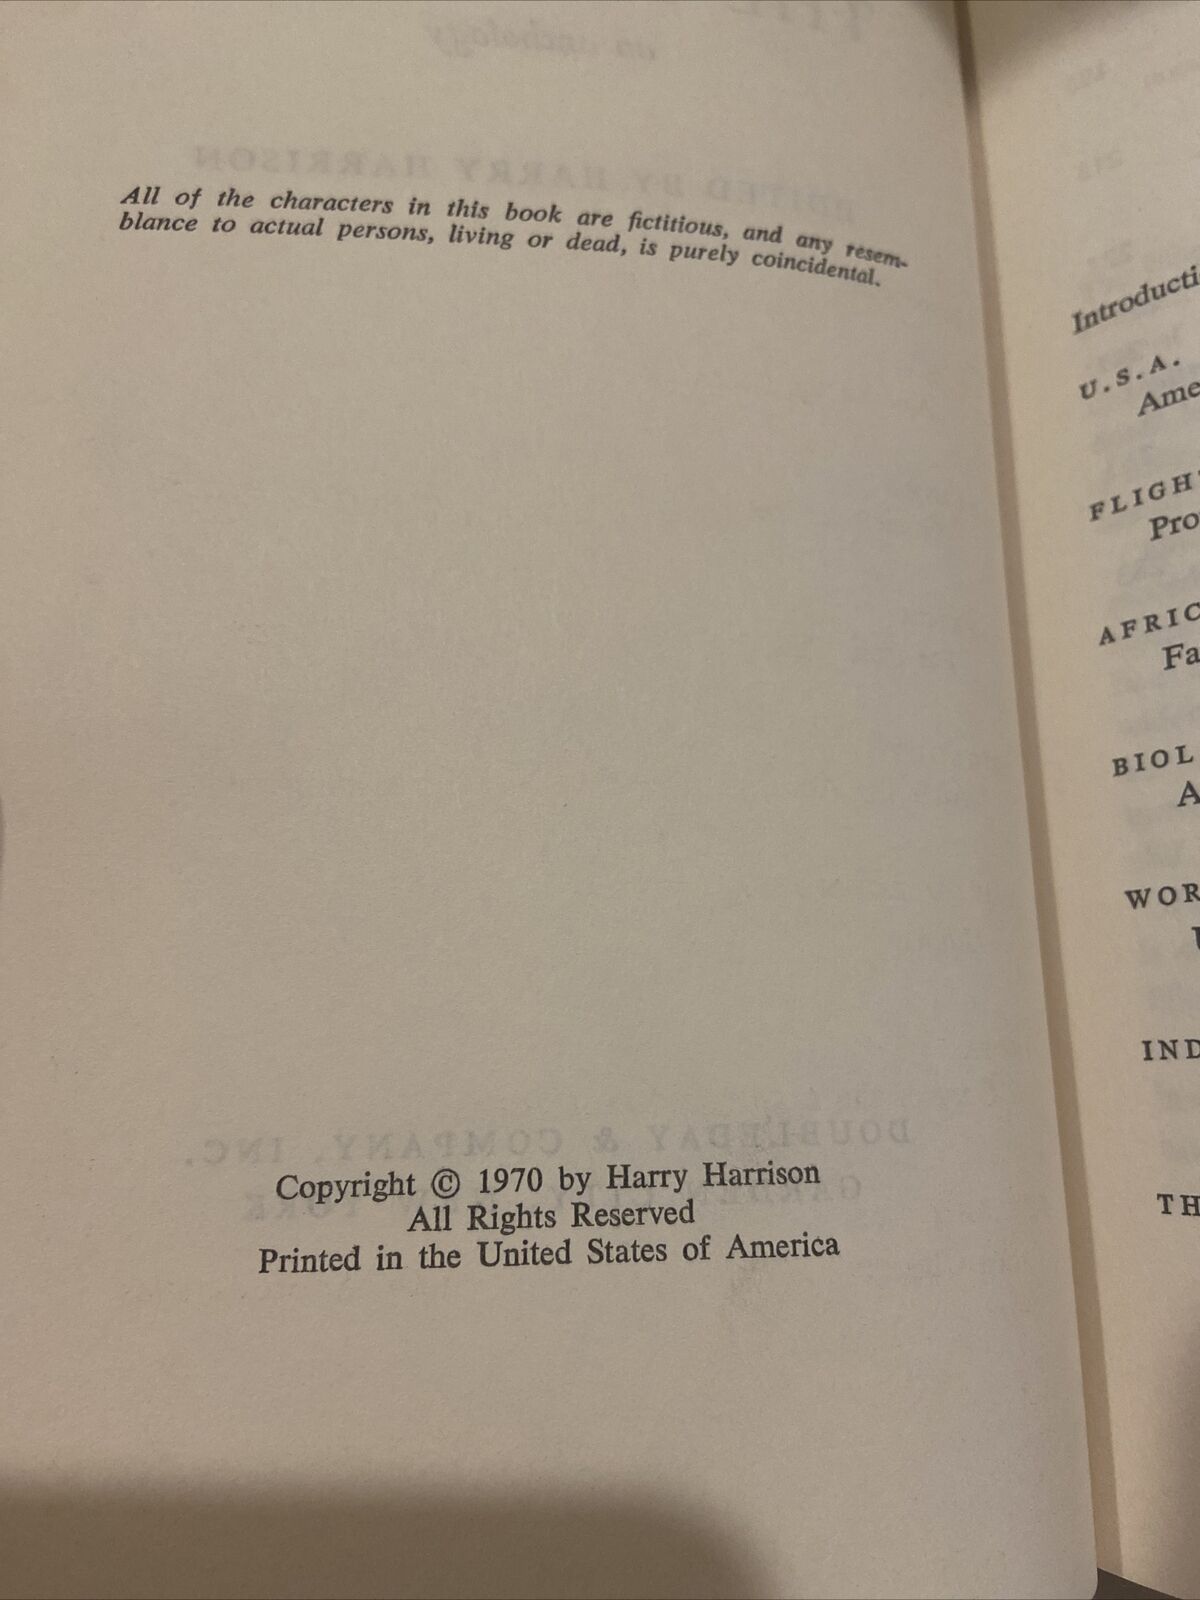 All of the characters in this book are fictitious, and any resem-
blance to actual persons, living or dead, is purely coincidental.
Copyright © 1970 by Harry Harrison
All Rights Reserved
Printed in the United States of America
Introducti
U.S.A.
Ame
FLIGHT
Pro
AFRIC
Fa
BIOL
A
WOR
IND
TH